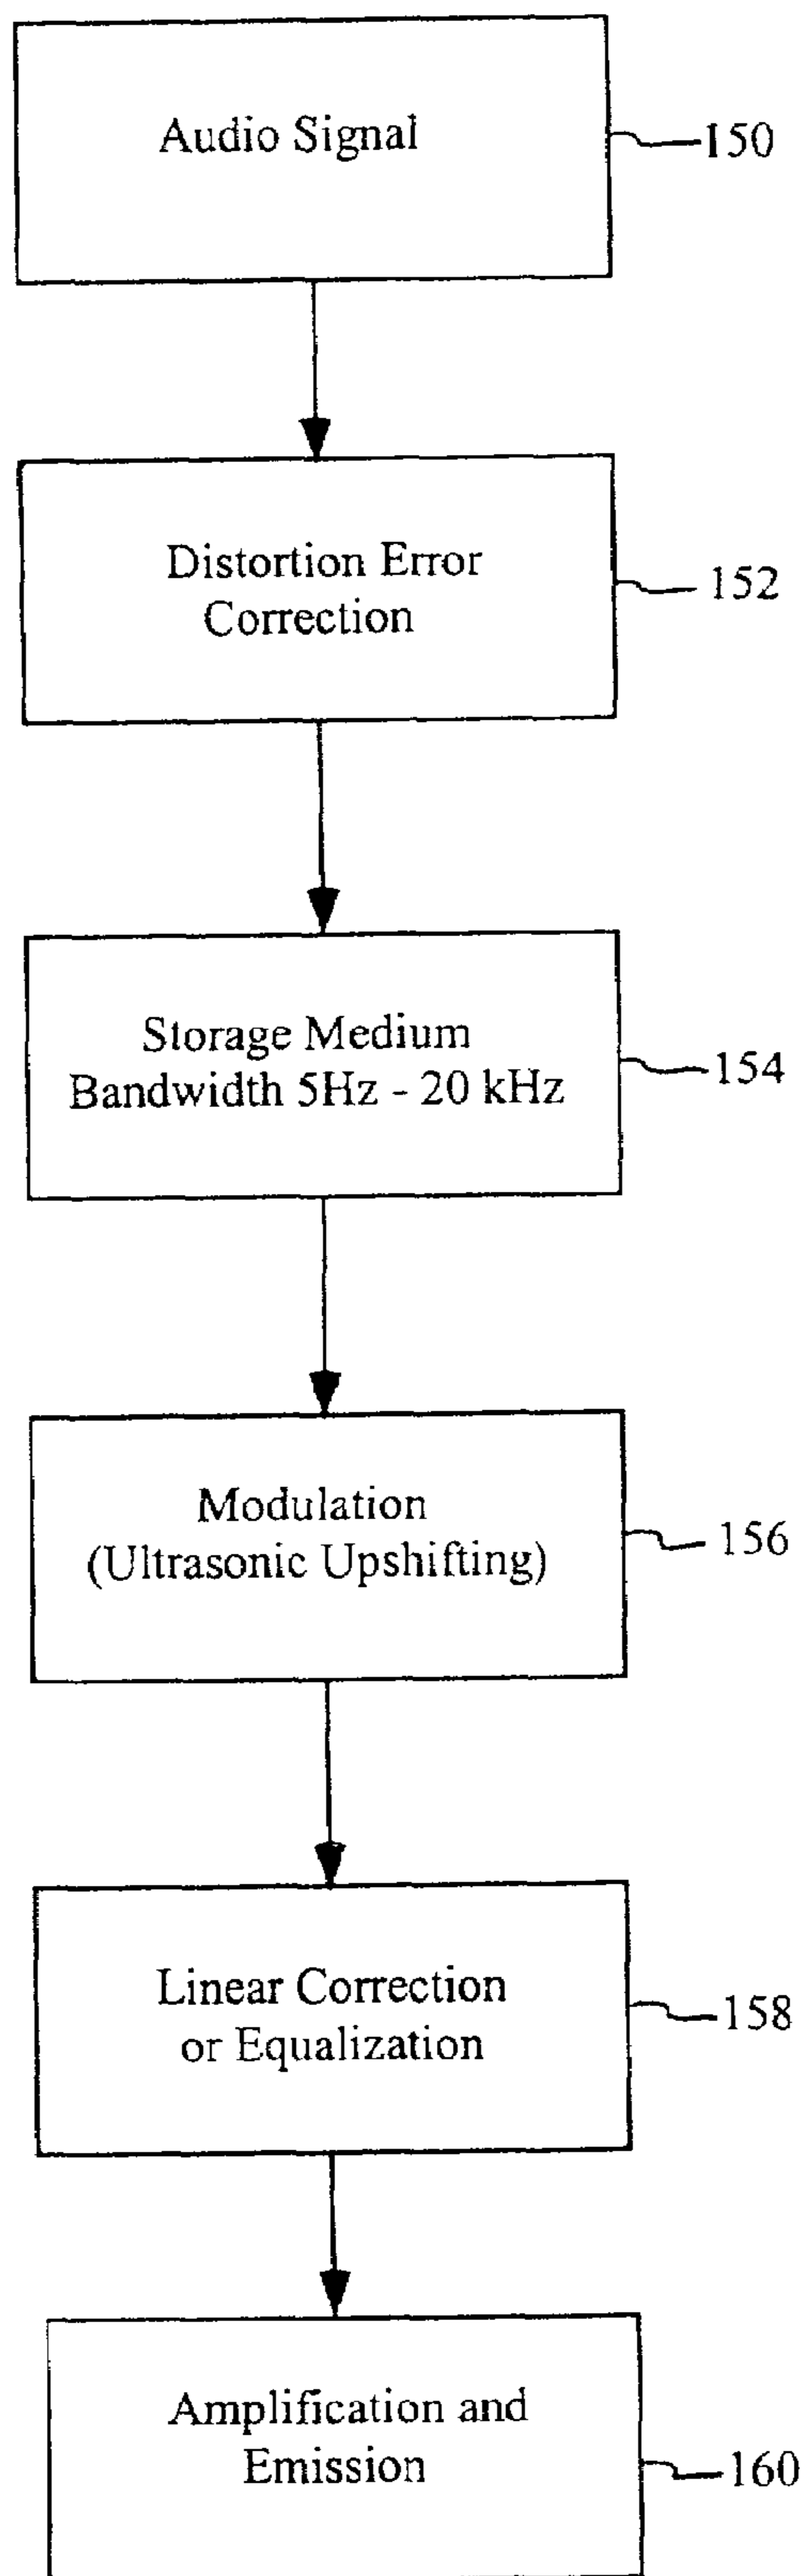 Audio Signal
150
Distortion Error
Correction
152
Storage Medium
Bandwidth 5Hz - 20 kHz
154
Modulation
(Ultrasonic Upshifting)
156
Linear Correction
or Equalization
158
Amplification and
Emission
160